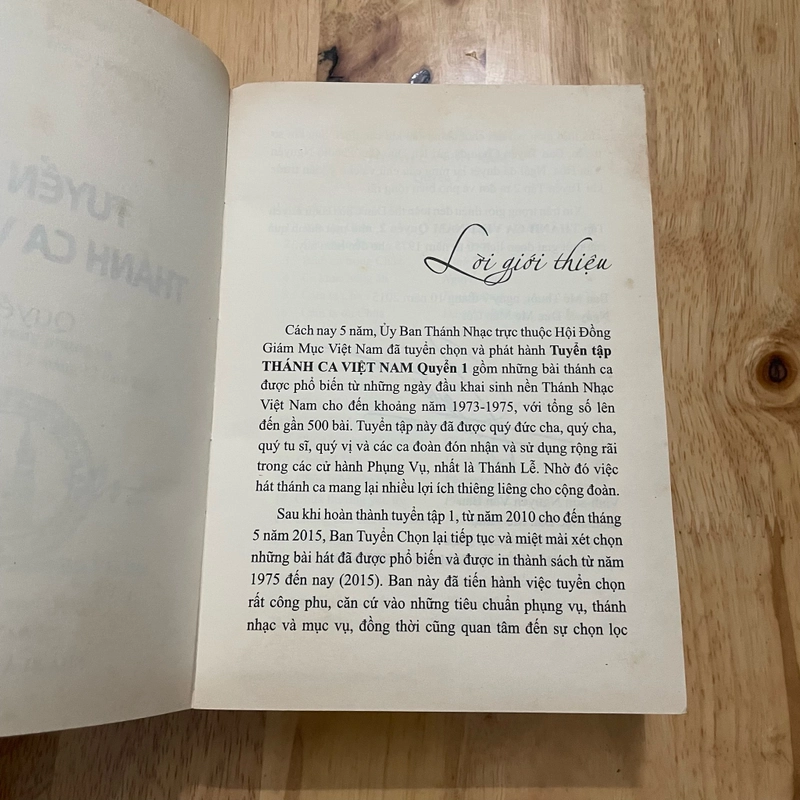 Lời giới thiệu
Cách nay 5 năm, Ủy Ban Thánh Nhạc trực thuộc Hội Đồng
Giám Mục Việt Nam đã tuyển chọn và phát hành Tuyển tập
THÁNH CA VIỆT NAM Quyển 1 gồm những bài thánh ca
được phổ biến từ những ngày đầu khai sinh nền Thánh Nhạc
Việt Nam cho đến khoảng năm 1973-1975, với tổng số lên
đến gần 500 bài. Tuyển tập này đã được quý đức cha, quý cha,
quý tu sĩ, quý vị và các ca đoàn đón nhận và sử dụng rộng rãi
trong các cử hành Phụng Vụ, nhất là Thánh Lễ. Nhờ đó việc
hát thánh ca mang lại nhiều lợi ích thiêng liêng cho cộng đoàn.
Sau khi hoàn thành tuyển tập 1, từ năm 2010 cho đến tháng
5 năm 2015, Ban Tuyển Chọn lại tiếp tục và miệt mài xét chọn
những bài hát đã được phổ biến và được in thành sách từ năm
1975 đến nay (2015). Ban này đã tiến hành việc tuyển chọn
rất công phu, căn cứ vào những tiêu chuẩn phụng vụ, thánh
nhạc và mục vụ, đồng thời cũng quan tâm đến sự chọn lọc